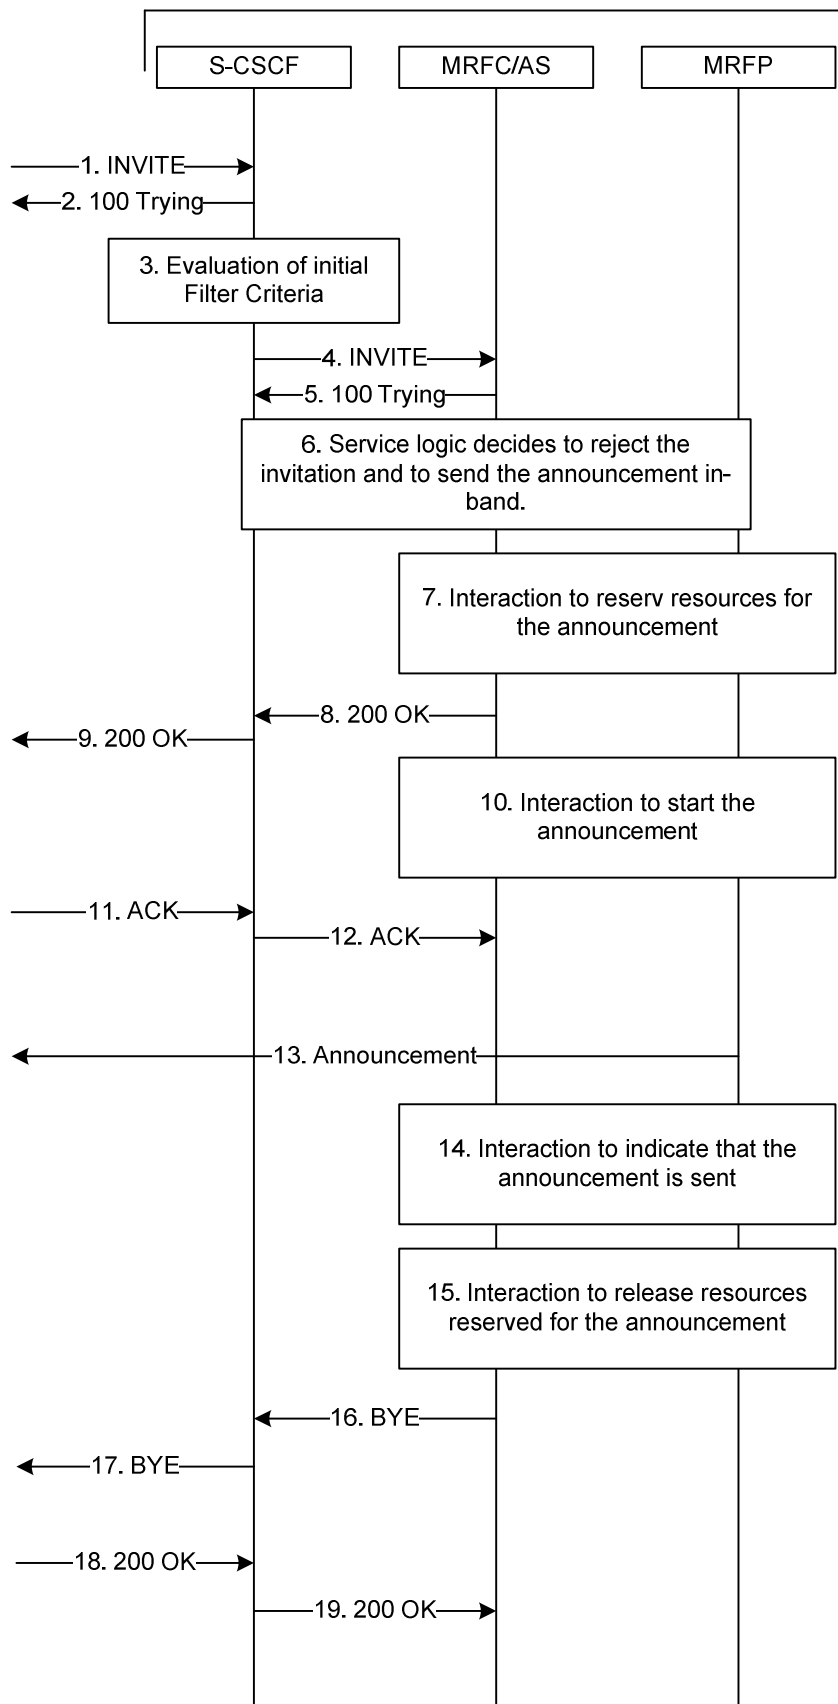 S-CSCF
MRFC/AS
MRFP
1. INVITE
2. 100 Trying
3. Evaluation of initial
Filter Criteria
4. INVITE
5. 100 Trying
6. Service logic decides to reject the
invitation and to send the announcement in-
band.
7. Interaction to reserv resources for
the announcement
8. 200 OK
9. 200 OK
10. Interaction to start the
announcement
11. ACK
12. ACK
13. Announcement
14. Interaction to indicate that the
announcement is sent
15. Interaction to release resources
reserved for the announcement
16. BYE
17. BYE
18. 200 OK
19. 200 OK